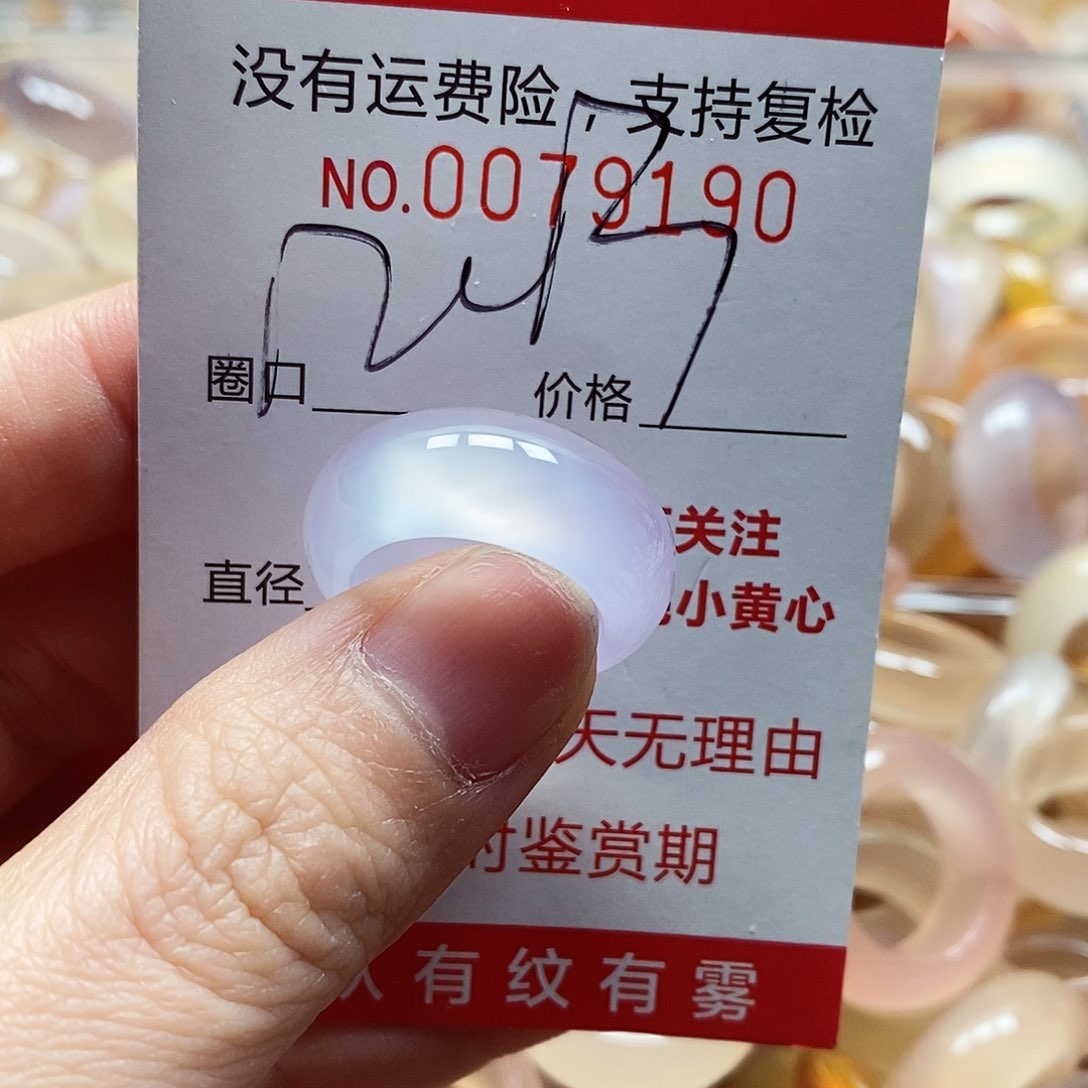 没有运费险，支持复检
NO.0079190
圈口 价格
关注
直径 小黄心
天无理由
时鉴赏期
有纹有雾